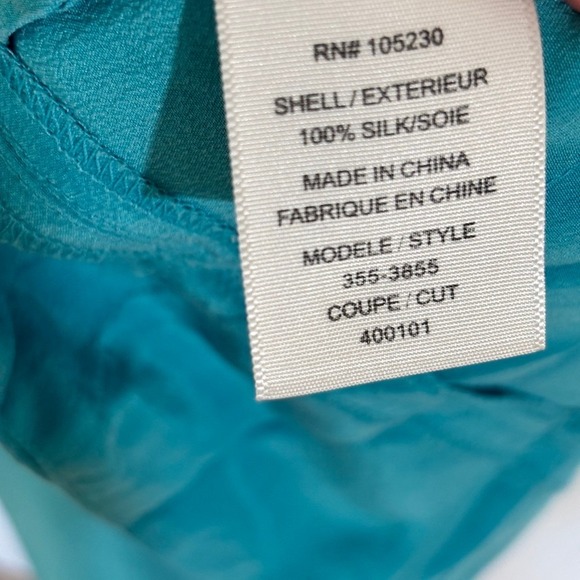 RN# 105230
SHELL/EXTERIEUR
100% SILK/SOIE
MADE IN CHINA
FABRIQUE EN CHINE
MODELE/STYLE
355-3855
COUPE/CUT
400101